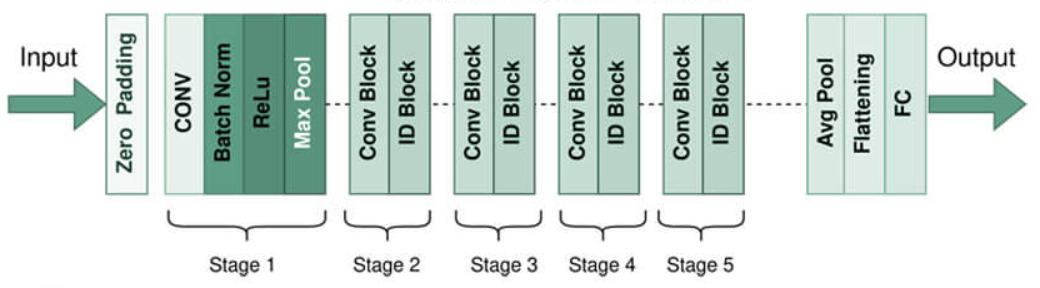 Input
Zero Padding
CONV
Batch Norm
ReLu
Max Pool
Conv Block
ID Block
Conv Block
ID Block
Conv Block
ID Block
Conv Block
ID Block
Avg Pool
Flattening
FC
Output
Stage 1
Stage 2
Stage 3
Stage 4
Stage 5